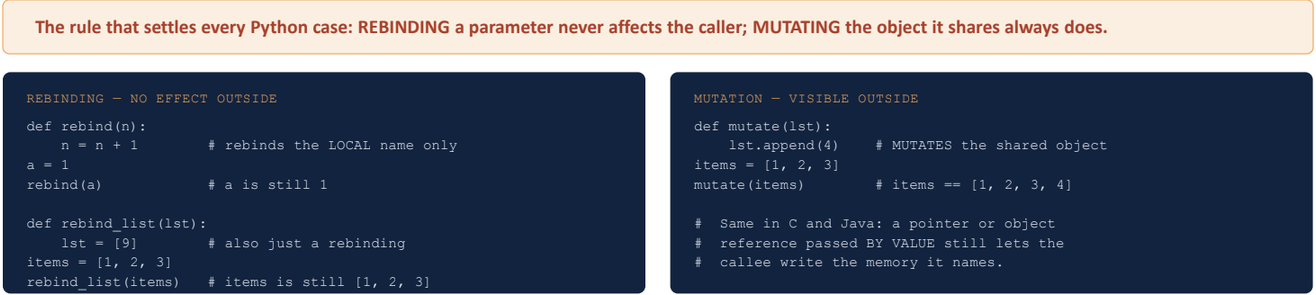 The rule that settles every Python case: REBINDING a parameter never affects the caller; MUTATING the object it shares always does.
REBINDING — NO EFFECT OUTSIDE
def rebind(n):
    n = n + 1        # rebinds the LOCAL name only
a = 1
rebind(a)            # a is still 1
def rebind_list(lst):
    lst = [9]        # also just a rebinding
items = [1, 2, 3]
rebind_list(items)   # items is still [1, 2, 3]
MUTATION — VISIBLE OUTSIDE
def mutate(lst):
    lst.append(4)    # MUTATES the shared object
items = [1, 2, 3]
mutate(items)        # items == [1, 2, 3, 4]
#  Same in C and Java: a pointer or object
#  reference passed BY VALUE still lets the
#  callee write the memory it names.